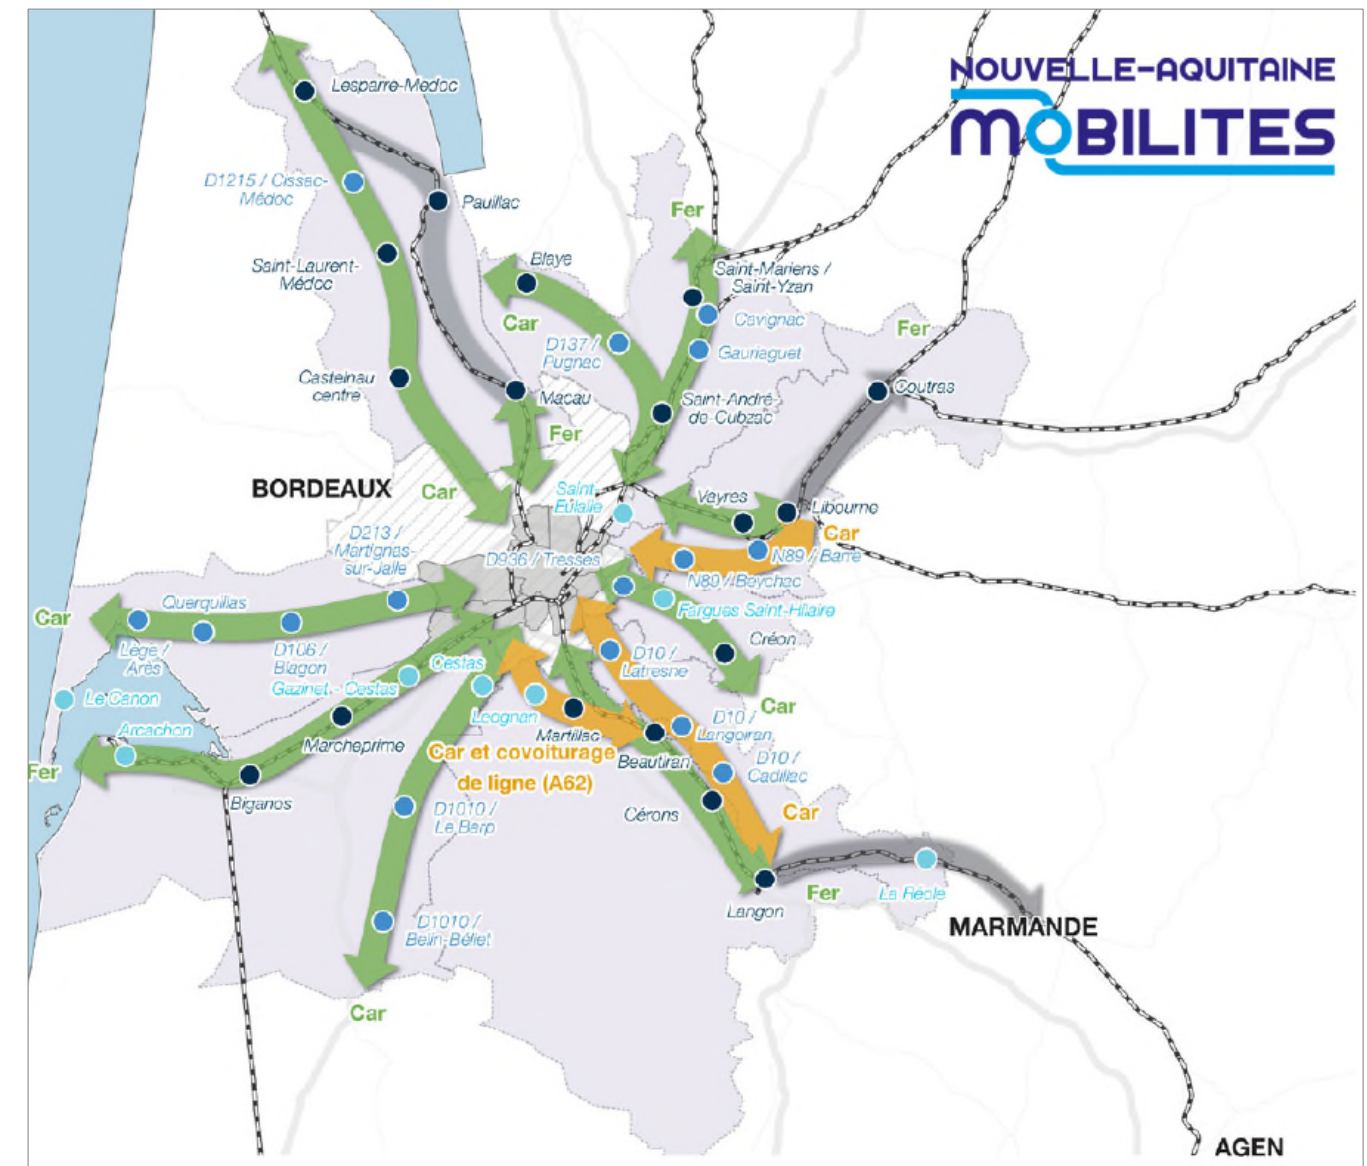 NOUVELLE-AQUITAINE
MOBILITES
Lesparre-Medoc
D1215 / Cissac-
Médoc
Pauillac
Fer
Saint-Laurent-
Médoc
Blaye
Saint-Mariens /
Saint-Yzan
Car
Cavignac
Fer
D137 /
Pugnac
Gauriaguet
Castelnau
centre
Macau
Saint-André-
de-Cubzac
Coutras
Fer
BORDEAUX
Car
Saint-
Eulalie
Vayres
Libourne
Car
D213 /
Martignas-
sur-Jalle
D936 / Tresses
N89 / Barre
N89 / Beychac
Car
Querquillas
Fargues Saint-Hilaire
Lège /
Arès
D106 /
Blagon
Créon
D10 /
Latresne
Cestas
Gazinet - Cestas
Le Canon
Car
Leognan
Arcachon
Marcheprime
Martillac
D10 /
Langoiran
Fer
Car et covoiturage
de ligne (A62)
Beautiran
D10 /
Cadillac
Biganos
D1010 /
Le Barp
Cérons
Car
Fer
La Réole
Langon
D1010 /
Belin-Béliet
MARMANDE
Car
AGEN